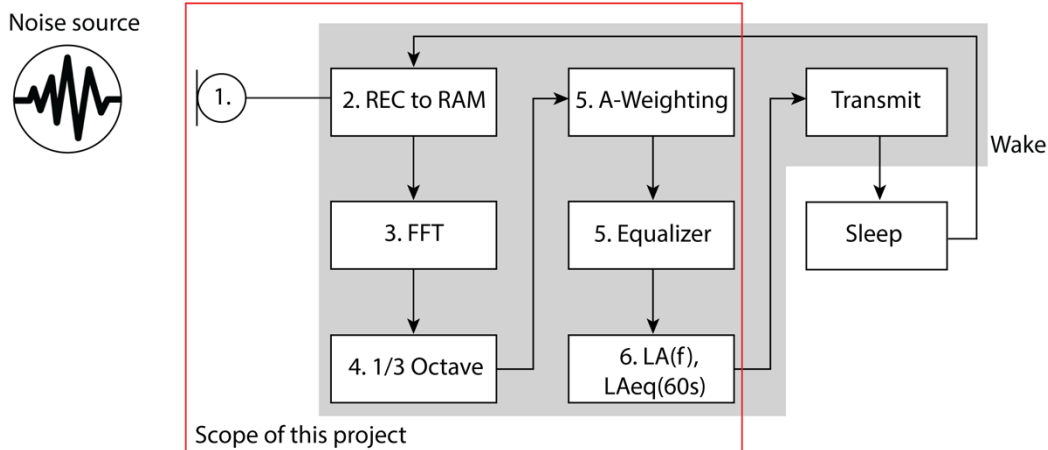 Noise source
1.
2. REC to RAM
3. FFT
4. 1/3 Octave
5. A-Weighting
5. Equalizer
6. LA(f),
LAeq(60s)
Transmit
Sleep
Wake
Scope of this project